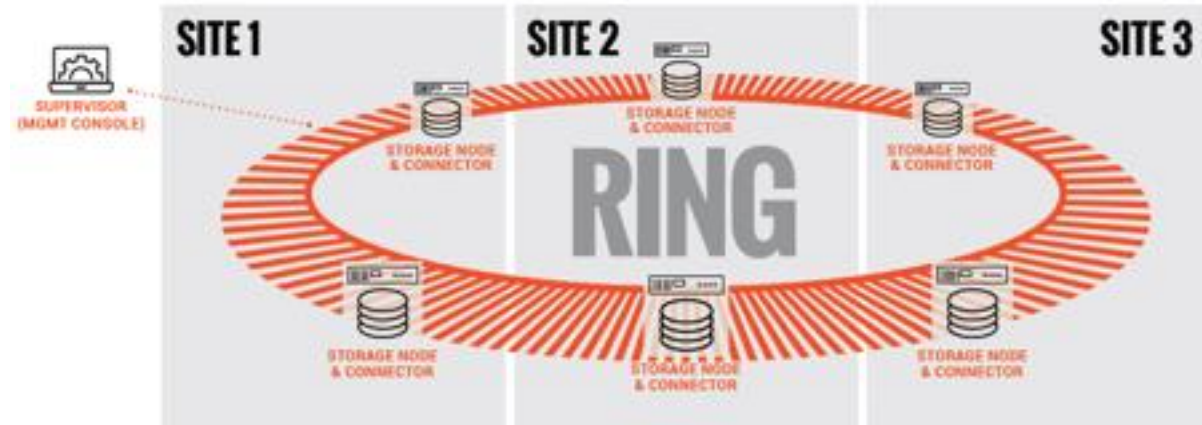 SITE 1
SITE 2
SITE 3
SUPERVISOR
(MGMT CONSOLE)
STORAGE NODE
& CONNECTOR
STORAGE NODE
& CONNECTOR
STORAGE NODE
& CONNECTOR
RING
STORAGE NODE
& CONNECTOR
STORAGE NODE
& CONNECTOR
STORAGE NODE
& CONNECTOR